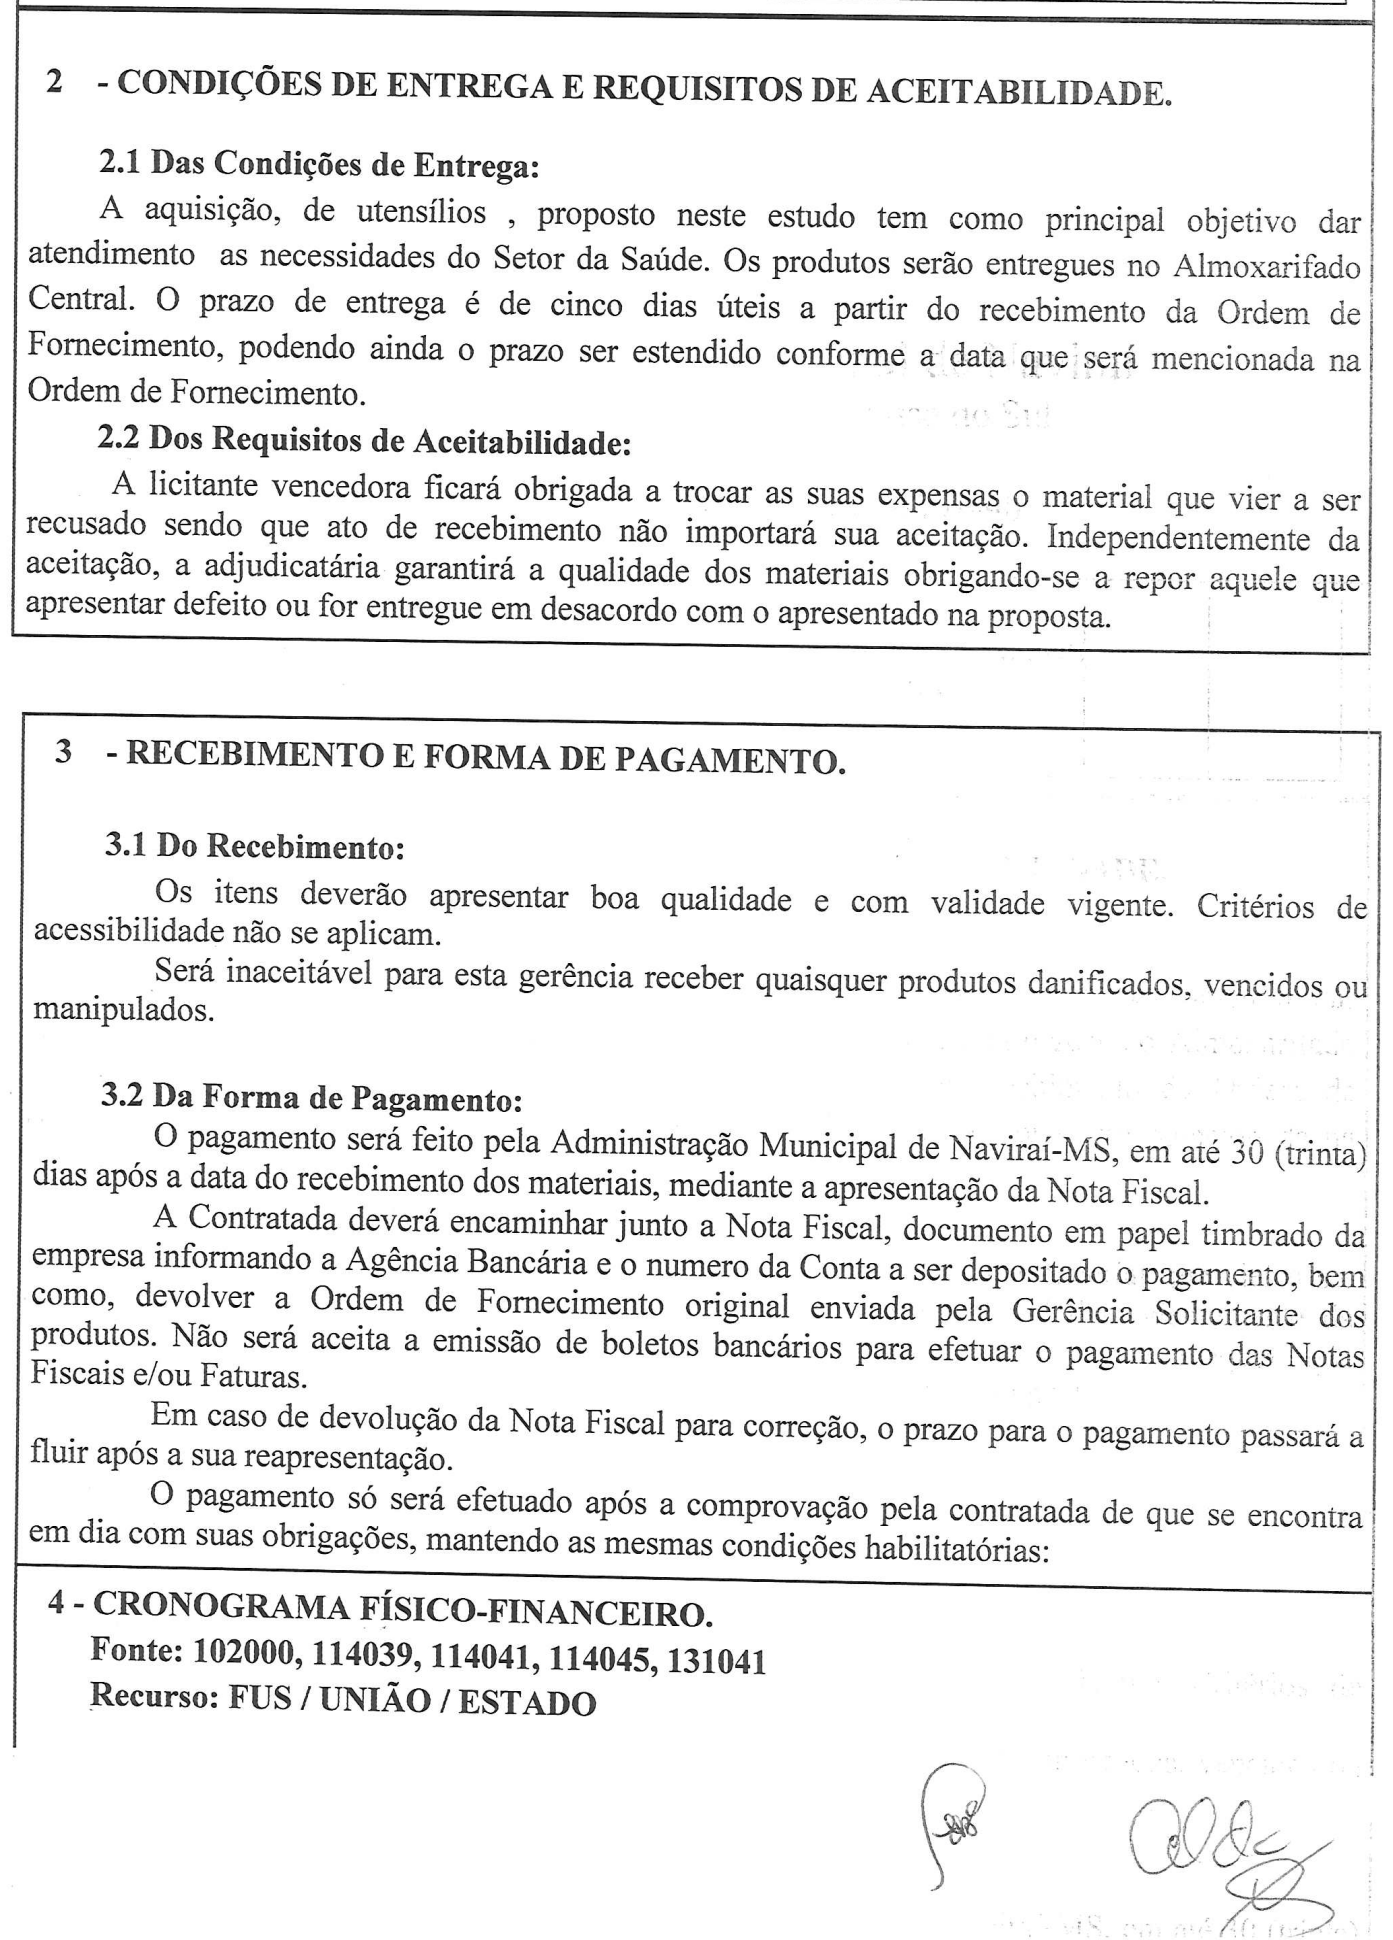 2 - CONDIÇÕES DE ENTREGA E REQUISITOS DE ACEITABILIDADE.
2.1 Das Condições de Entrega:
A aquisição, de utensílios , proposto neste estudo tem como principal objetivo dar
atendimento as necessidades do Setor da Saúde. Os produtos serão entregues no Almoxarifado
Central. O prazo de entrega é de cinco dias úteis a partir do recebimento da Ordem de
Fornecimento, podendo ainda o prazo ser estendido conforme a data que será mencionada na
Ordem de Fornecimento.
2.2 Dos Requisitos de Aceitabilidade:
A licitante vencedora ficará obrigada a trocar as suas expensas o material que vier a ser
recusado sendo que ato de recebimento não importará sua aceitação. Independentemente da
aceitação, a adjudicatária garantirá a qualidade dos materiais obrigando-se a repor aquele que
apresentar defeito ou for entregue em desacordo com o apresentado na proposta.
3 - RECEBIMENTO E FORMA DE PAGAMENTO.
3.1 Do Recebimento:
Os itens deverão apresentar boa qualidade e com validade vigente. Critérios de
acessibilidade não se aplicam.
Será inaceitável para esta gerência receber quaisquer produtos danificados, vencidos ou
manipulados.
3.2 Da Forma de Pagamento:
O pagamento será feito pela Administração Municipal de Naviraí-MS, em até 30 (trinta)
dias após a data do recebimento dos materiais, mediante a apresentação da Nota Fiscal.
A Contratada deverá encaminhar junto a Nota Fiscal, documento em papel timbrado da
empresa informando a Agência Bancária e o numero da Conta a ser depositado o pagamento, bem
como, devolver a Ordem de Fornecimento original enviada pela Gerência Solicitante dos
produtos. Não será aceita a emissão de boletos bancários para efetuar o pagamento das Notas
Fiscais e/ou Faturas.
Em caso de devolução da Nota Fiscal para correção, o prazo para o pagamento passará a
fluir após a sua reapresentação.
O pagamento só será efetuado após a comprovação pela contratada de que se encontra
em dia com suas obrigações, mantendo as mesmas condições habilitatórias:
4 - CRONOGRAMA FÍSICO-FINANCEIRO.
Fonte: 102000, 114039, 114041, 114045, 131041
Recurso: FUS / UNIÃO / ESTADO